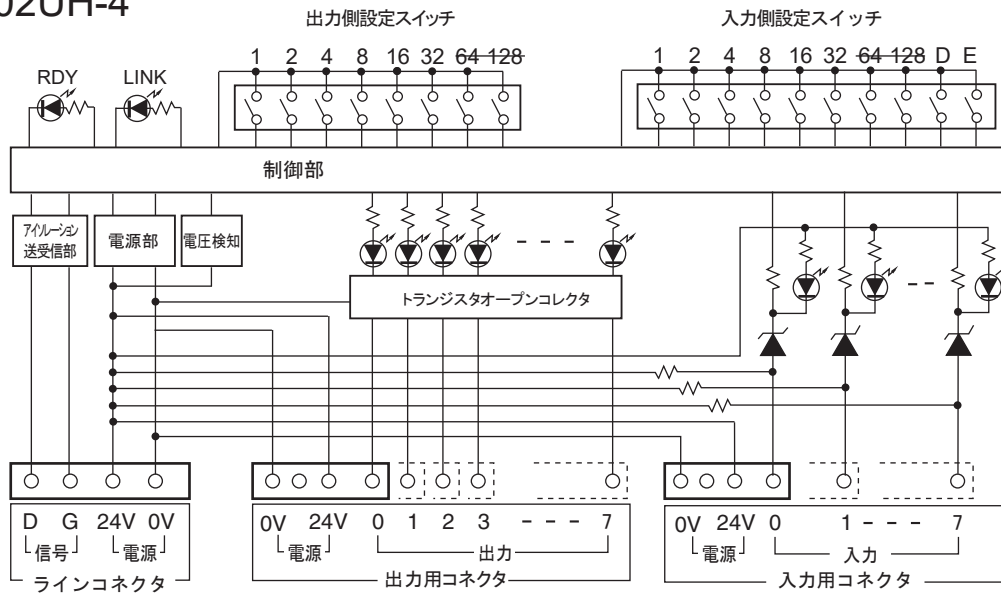 02UH-4
出力側設定スイッチ
入力側設定スイッチ
1 2 4 8 16 32 64 128
1 2 4 8 16 32 64 128 D E
RDY LINK
制御部
アイソレーション
送受信部
電源部
電圧検知
トランジスタオープンコレクタ
D G 24V 0V
信号 電源
ラインコネクタ
0V 24V 0 1 2 3 - - - 7
電源 出力
出力用コネクタ
0V 24V 0 1 - - - 7
電源 入力
入力用コネクタ